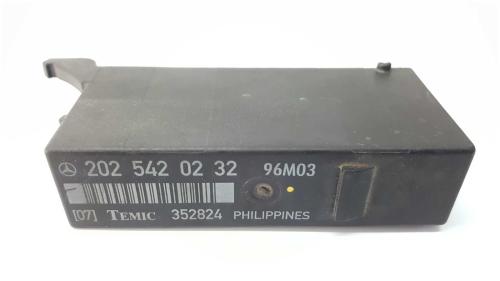 202 542 02 32 96M03
[07] TEMIC 352824 PHILIPPINES